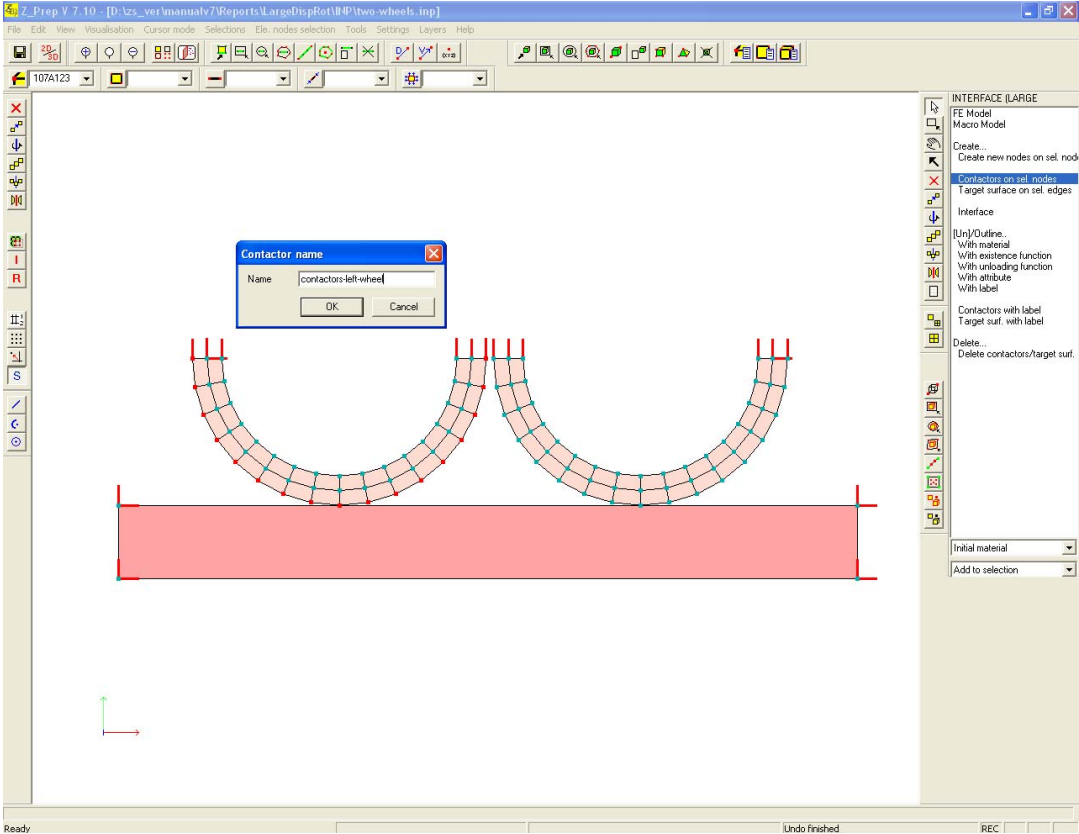 Z_Prep V 7.10 - [D:\zs_ver\manualv7\Reports\LargeDispRot\INP\two-wheels.inp]
File Edit View Visualisation Cursor mode Selections Ele. nodes selection Tools Settings Layers Help
2D/3D
107A123
INTERFACE (LARGE
FE Model
Macro Model
Create...
Create new nodes on sel. nod
Contactors on sel. nodes
Target surface on sel. edges
Interface
[Un]/Outline..
With material
With existence function
With unloading function
With attribute
With label
Contactors with label
Target surf. with label
Delete...
Delete contactors/target surf.
Contactor name
Name contactors-left-wheel
OK Cancel
I
R
S
Initial material
Add to selection
Ready Undo finished REC